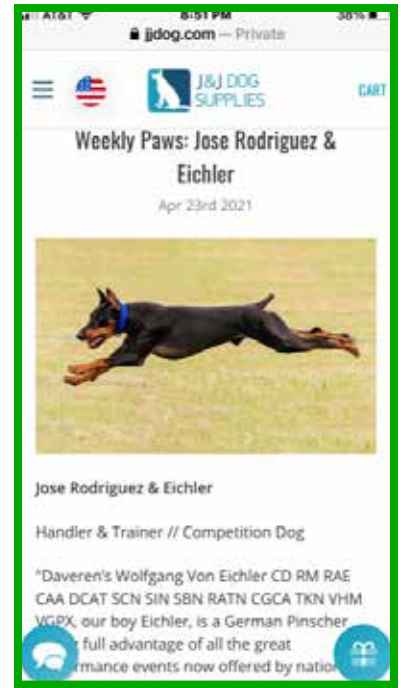 AT&T 8:51 PM 38%
jjdog.com — Private
J&J DOG
SUPPLIES
CART
Weekly Paws: Jose Rodriguez &
Eichler
Apr 23rd 2021
Jose Rodriguez & Eichler
Handler & Trainer // Competition Dog
"Daveren's Wolfgang Von Eichler CD RM RAE
CAA DCAT SCN SIN SBN RATN CGCA TKN VHM
VGPX, our boy Eichler, is a German Pinscher
full advantage of all the great
rmance events now offered by natio